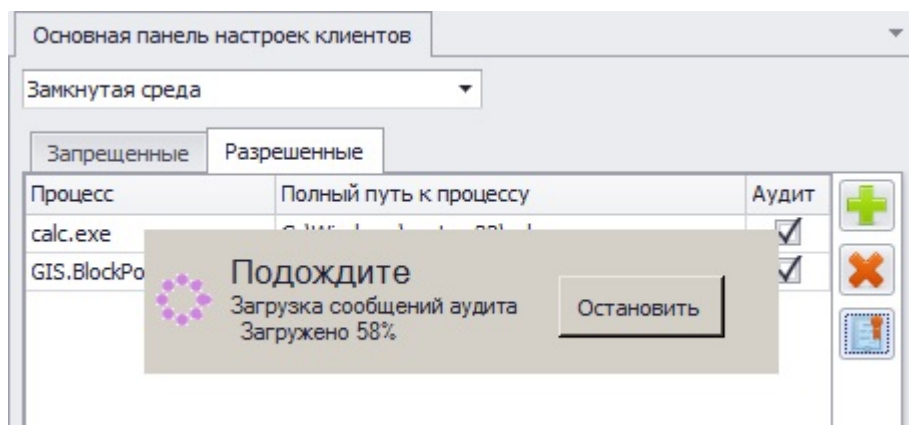 Основная панель настроек клиентов
Замкнутая среда
Запрещенные Разрешенные
Процесс Полный путь к процессу Аудит
calc.exe
GIS.BlockPo
Подождите
Загрузка сообщений аудита
Загружено 58%
Остановить